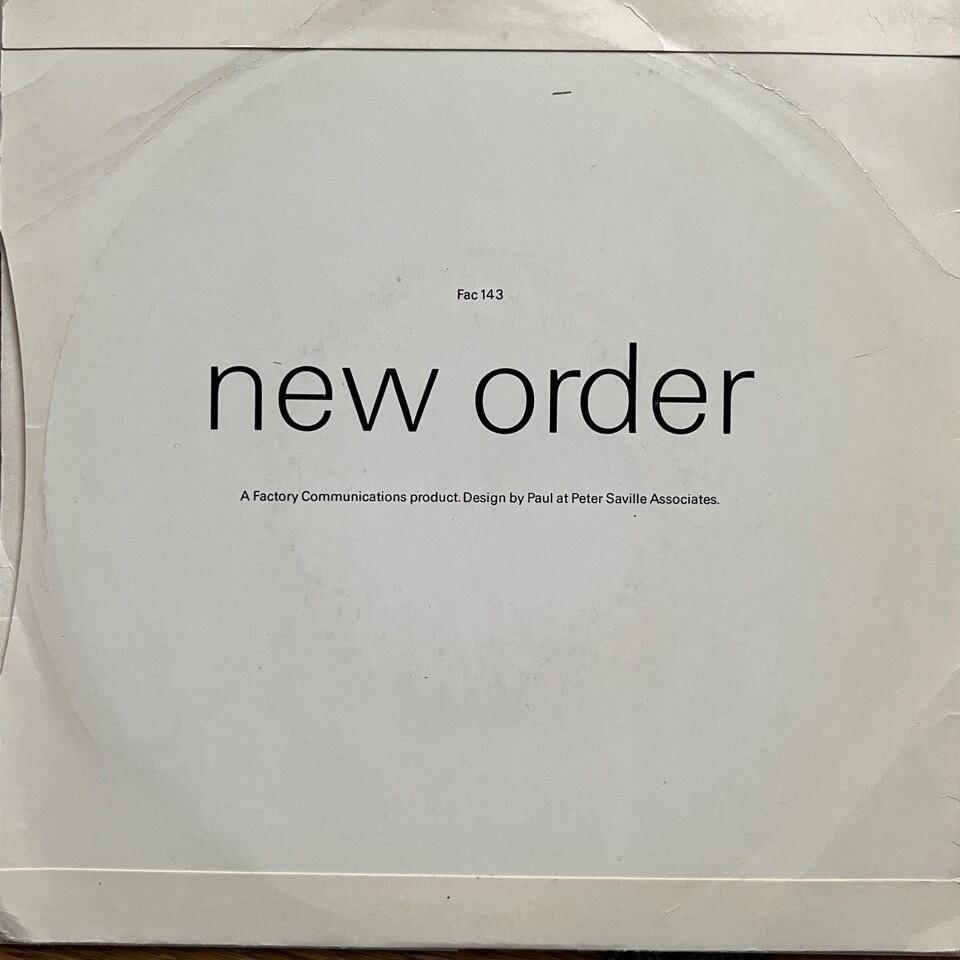 Fac 143
new order
A Factory Communications product. Design by Paul at Peter Saville Associates.